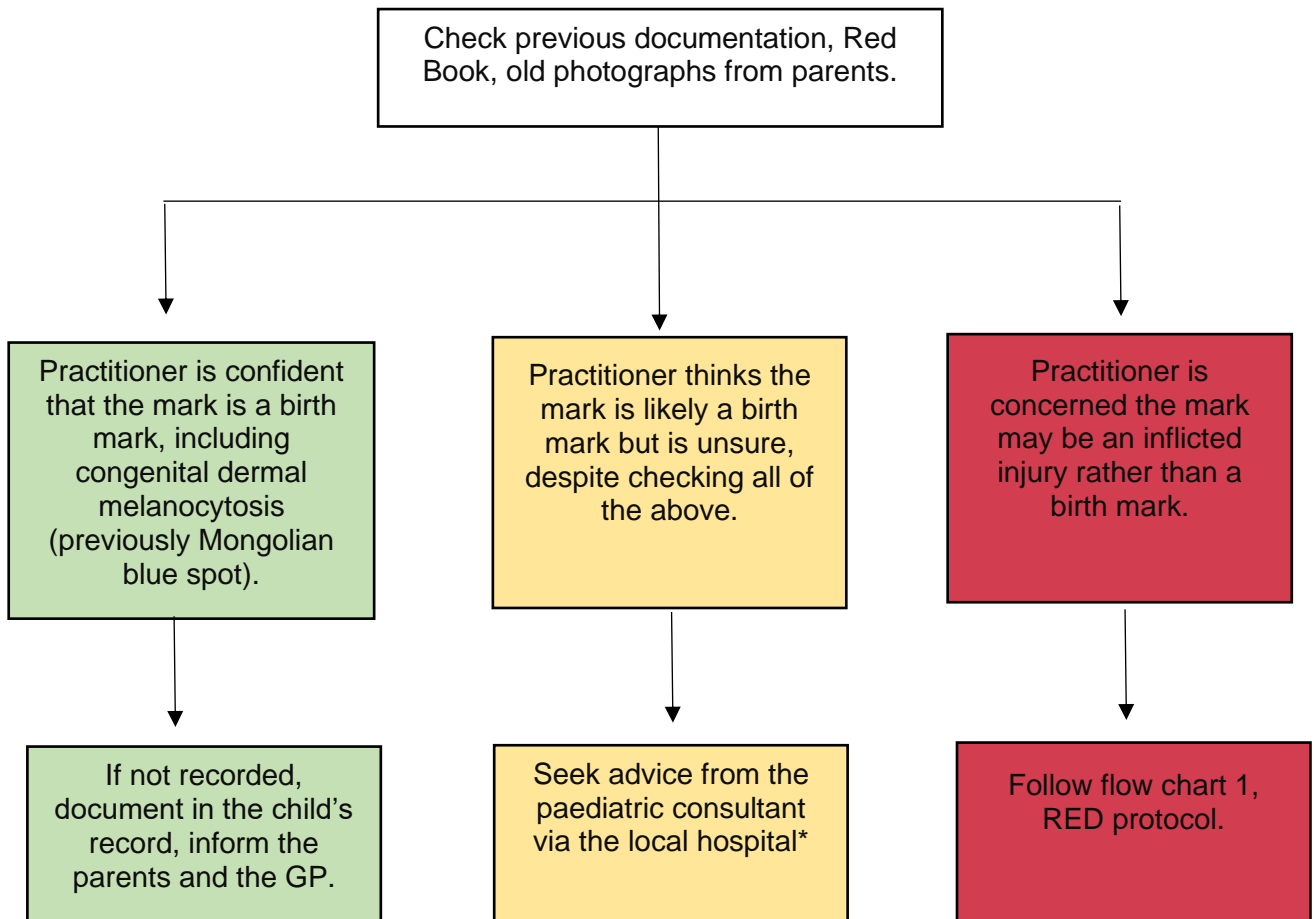 Check previous documentation, Red
Book, old photographs from parents.
Practitioner is confident
that the mark is a birth
mark, including
congenital dermal
melanocytosis
(previously Mongolian
blue spot).
Practitioner thinks the
mark is likely a birth
mark but is unsure,
despite checking all of
the above.
Practitioner is
concerned the mark
may be an inflicted
injury rather than a
birth mark.
If not recorded,
document in the child’s
record, inform the
parents and the GP.
Seek advice from the
paediatric consultant
via the local hospital*
Follow flow chart 1,
RED protocol.